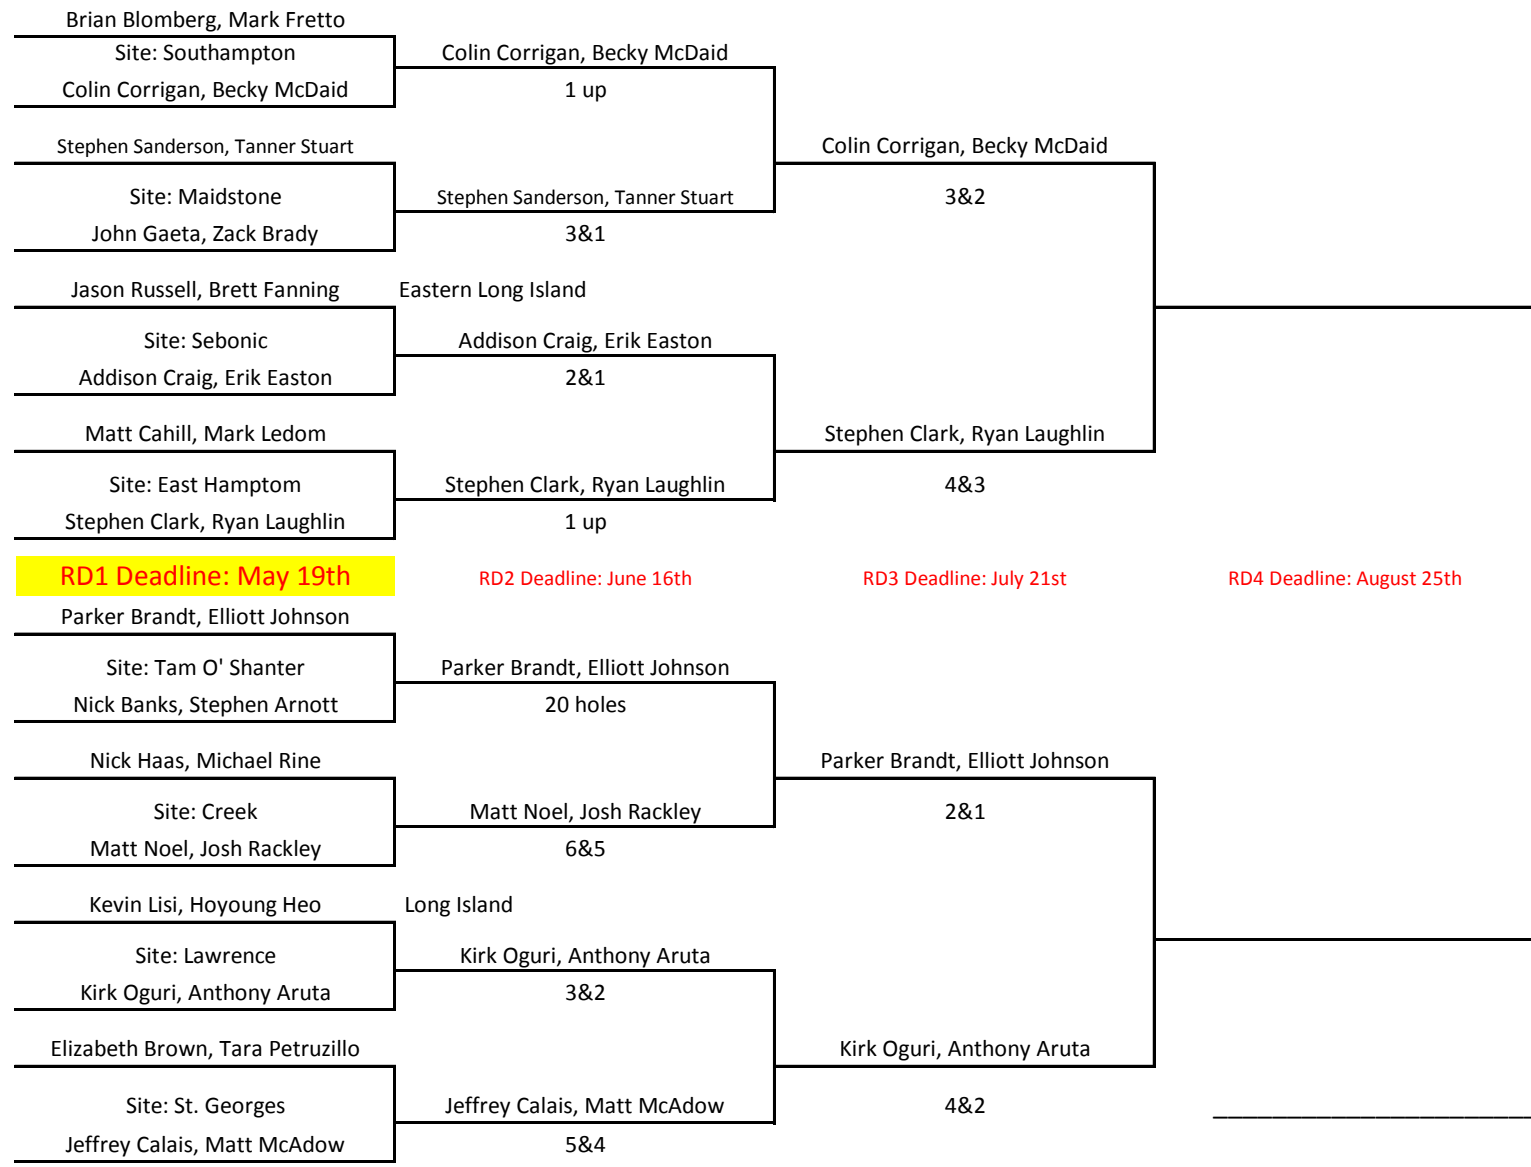 Brian Blomberg, Mark Fretto
Site: Southampton
Colin Corrigan, Becky McDaid
Colin Corrigan, Becky McDaid
1 up
Stephen Sanderson, Tanner Stuart
Colin Corrigan, Becky McDaid
Site: Maidstone
Stephen Sanderson, Tanner Stuart
3&2
John Gaeta, Zack Brady
3&1
Jason Russell, Brett Fanning
Eastern Long Island
Site: Sebonic
Addison Craig, Erik Easton
Addison Craig, Erik Easton
2&1
Matt Cahill, Mark Ledom
Stephen Clark, Ryan Laughlin
Site: East Hamptom
Stephen Clark, Ryan Laughlin
4&3
Stephen Clark, Ryan Laughlin
1 up
RD1 Deadline: May 19th
RD2 Deadline: June 16th
RD3 Deadline: July 21st
RD4 Deadline: August 25th
Parker Brandt, Elliott Johnson
Site: Tam O' Shanter
Parker Brandt, Elliott Johnson
Nick Banks, Stephen Arnott
20 holes
Nick Haas, Michael Rine
Parker Brandt, Elliott Johnson
Site: Creek
Matt Noel, Josh Rackley
2&1
Matt Noel, Josh Rackley
6&5
Kevin Lisi, Hoyoung Heo
Long Island
Site: Lawrence
Kirk Oguri, Anthony Aruta
Kirk Oguri, Anthony Aruta
3&2
Elizabeth Brown, Tara Petruzillo
Kirk Oguri, Anthony Aruta
Site: St. Georges
Jeffrey Calais, Matt McAdow
4&2
Jeffrey Calais, Matt McAdow
5&4